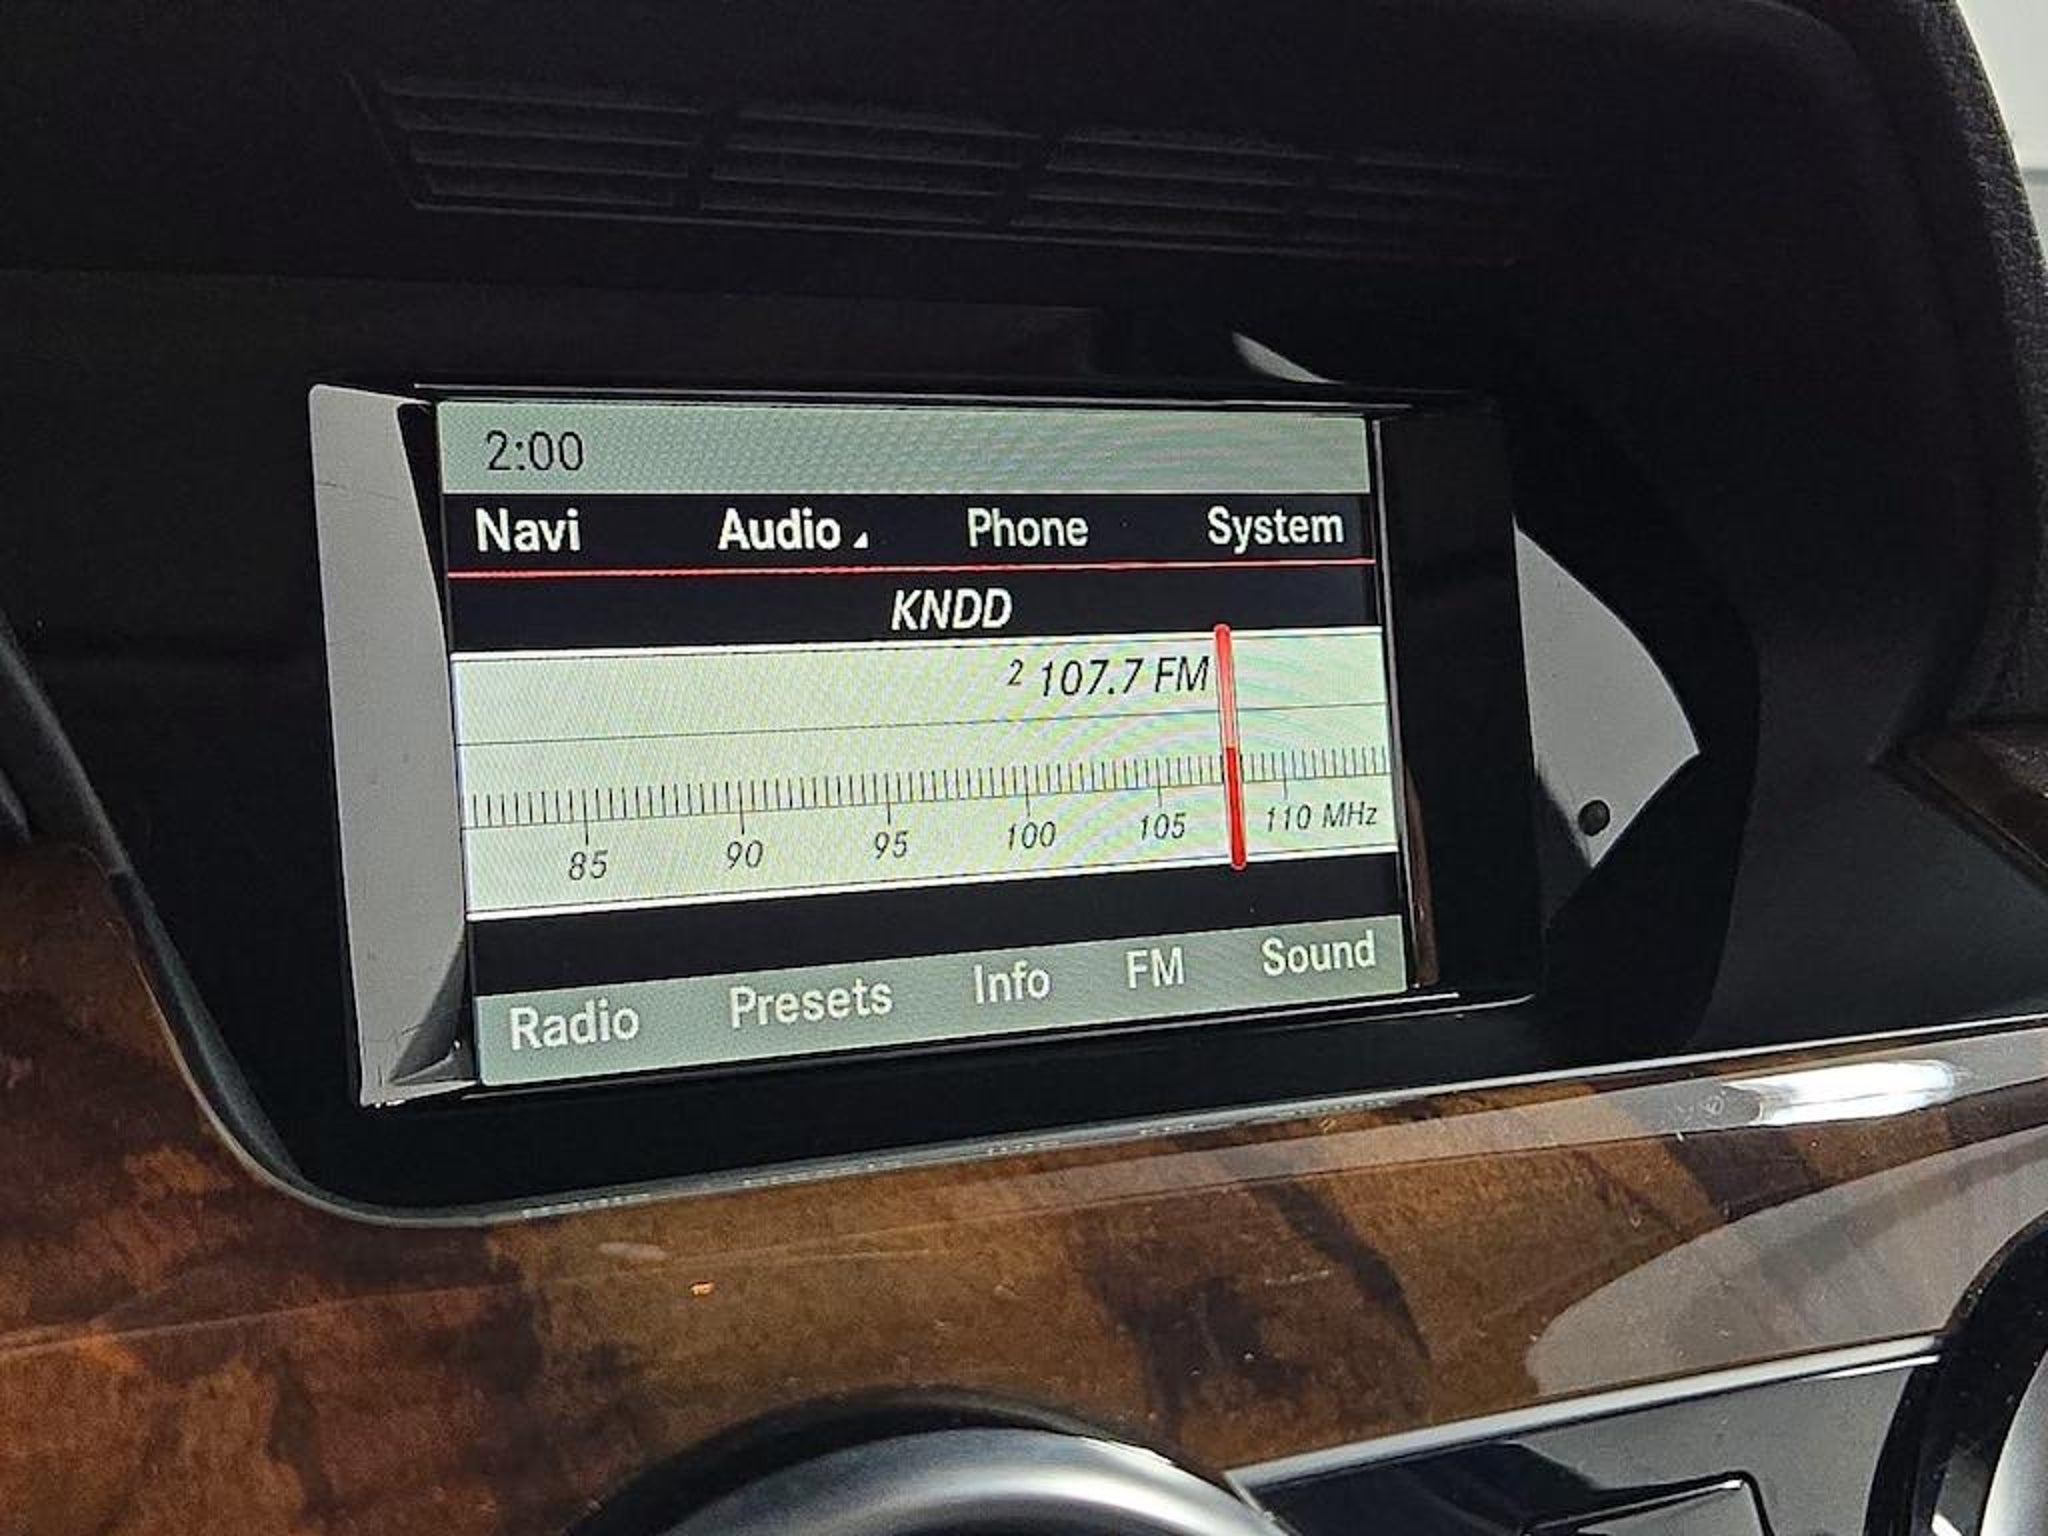 2:00
Navi Audio Phone System
KNDD
2 107.7 FM
85 90 95 100 105 110 MHz
Radio Presets Info FM Sound